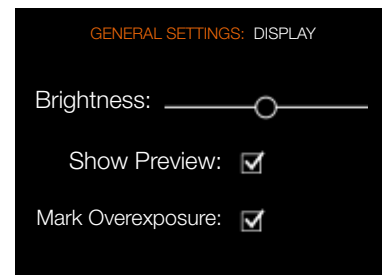 GENERAL SETTINGS: DISPLAY
Brightness:
Show Preview:
Mark Overexposure: